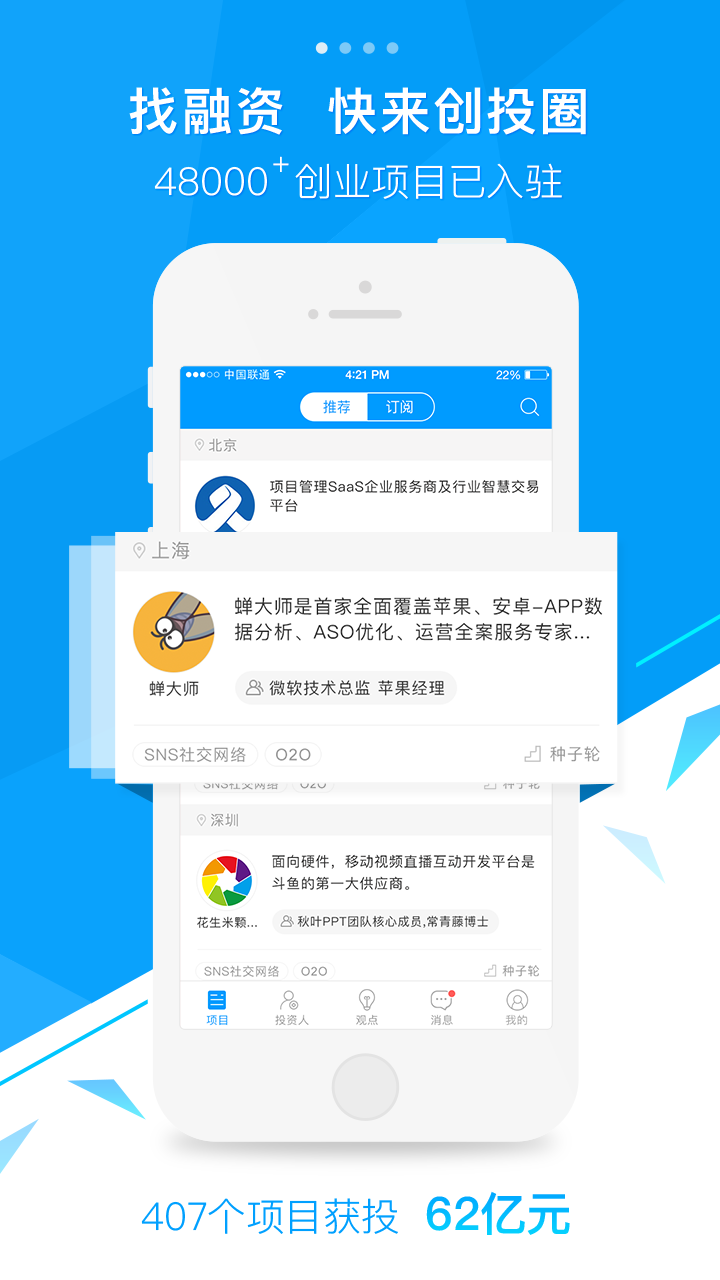 找融资 快来创投圈
48000+创业项目已入驻
中国联通 4:21 PM 22%
推荐 订阅
北京
项目管理SaaS企业服务商及行业智慧交易
平台
上海
蝉大师是首家全面覆盖苹果、安卓-APP数
据分析、ASO优化、运营全案服务专家...
蝉大师
微软技术总监 苹果经理
SNS社交网络 O2O 种子轮
SNS社交网络 O2O 种子轮
深圳
面向硬件，移动视频直播互动开发平台是
斗鱼的第一大供应商。
花生米颗...
秋叶PPT团队核心成员,常青藤博士
SNS社交网络 O2O 种子轮
项目 投资人 观点 消息 我的
407个项目获投 62亿元